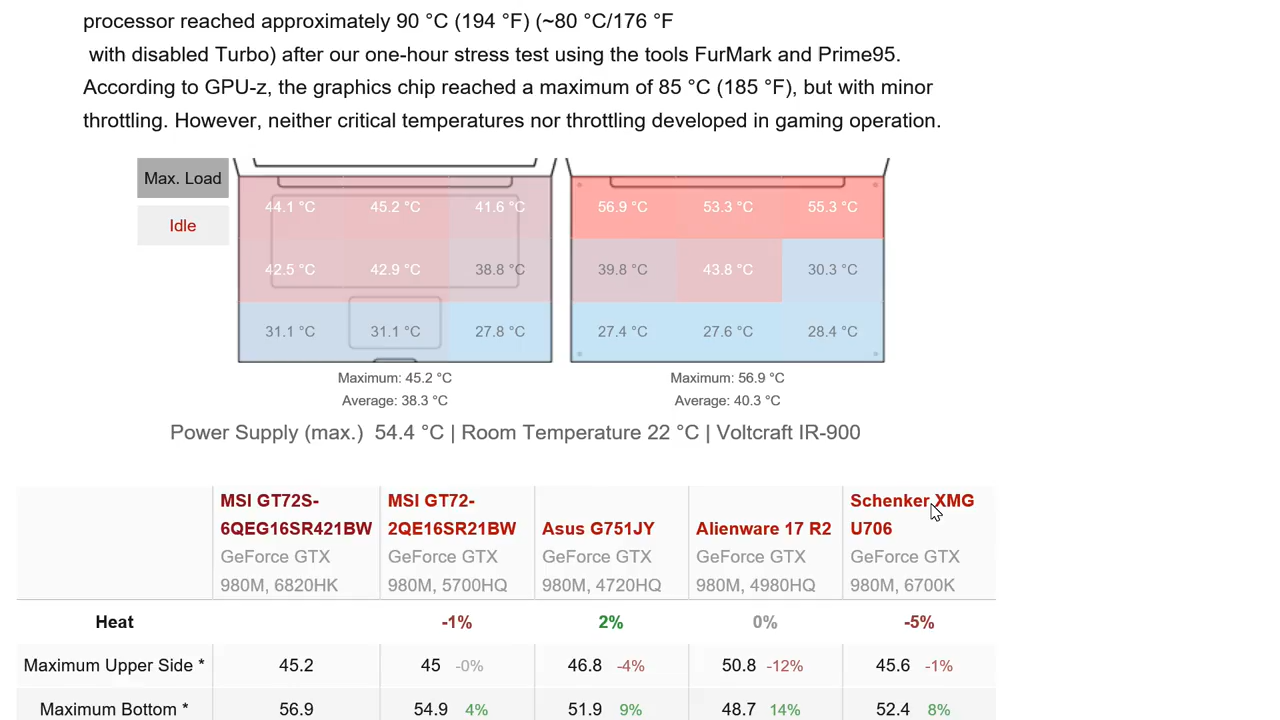 processor reached approximately 90 °C (194 °F) (~80 °C/176 °F
with disabled Turbo) after our one-hour stress test using the tools FurMark and Prime95.
According to GPU-z, the graphics chip reached a maximum of 85 °C (185 °F), but with minor
throttling. However, neither critical temperatures nor throttling developed in gaming operation.
Max. Load
Idle
44.1 °C 45.2 °C 41.6 °C
42.5 °C 42.9 °C 38.8 °C
31.1 °C 31.1 °C 27.8 °C
Maximum: 45.2 °C
Average: 38.3 °C
56.9 °C 53.3 °C 55.3 °C
39.8 °C 43.8 °C 30.3 °C
27.4 °C 27.6 °C 28.4 °C
Maximum: 56.9 °C
Average: 40.3 °C
Power Supply (max.) 54.4 °C | Room Temperature 22 °C | Voltcraft IR-900
MSI GT72S-
6QEG16SR421BW
GeForce GTX
980M, 6820HK
MSI GT72-
2QE16SR21BW
GeForce GTX
980M, 5700HQ
Asus G751JY
GeForce GTX
980M, 4720HQ
Alienware 17 R2
GeForce GTX
980M, 4980HQ
Schenker XMG
U706
GeForce GTX
980M, 6700K
Heat -1% 2% 0% -5%
Maximum Upper Side * 45.2 45 -0% 46.8 -4% 50.8 -12% 45.6 -1%
Maximum Bottom * 56.9 54.9 4% 51.9 9% 48.7 14% 52.4 8%